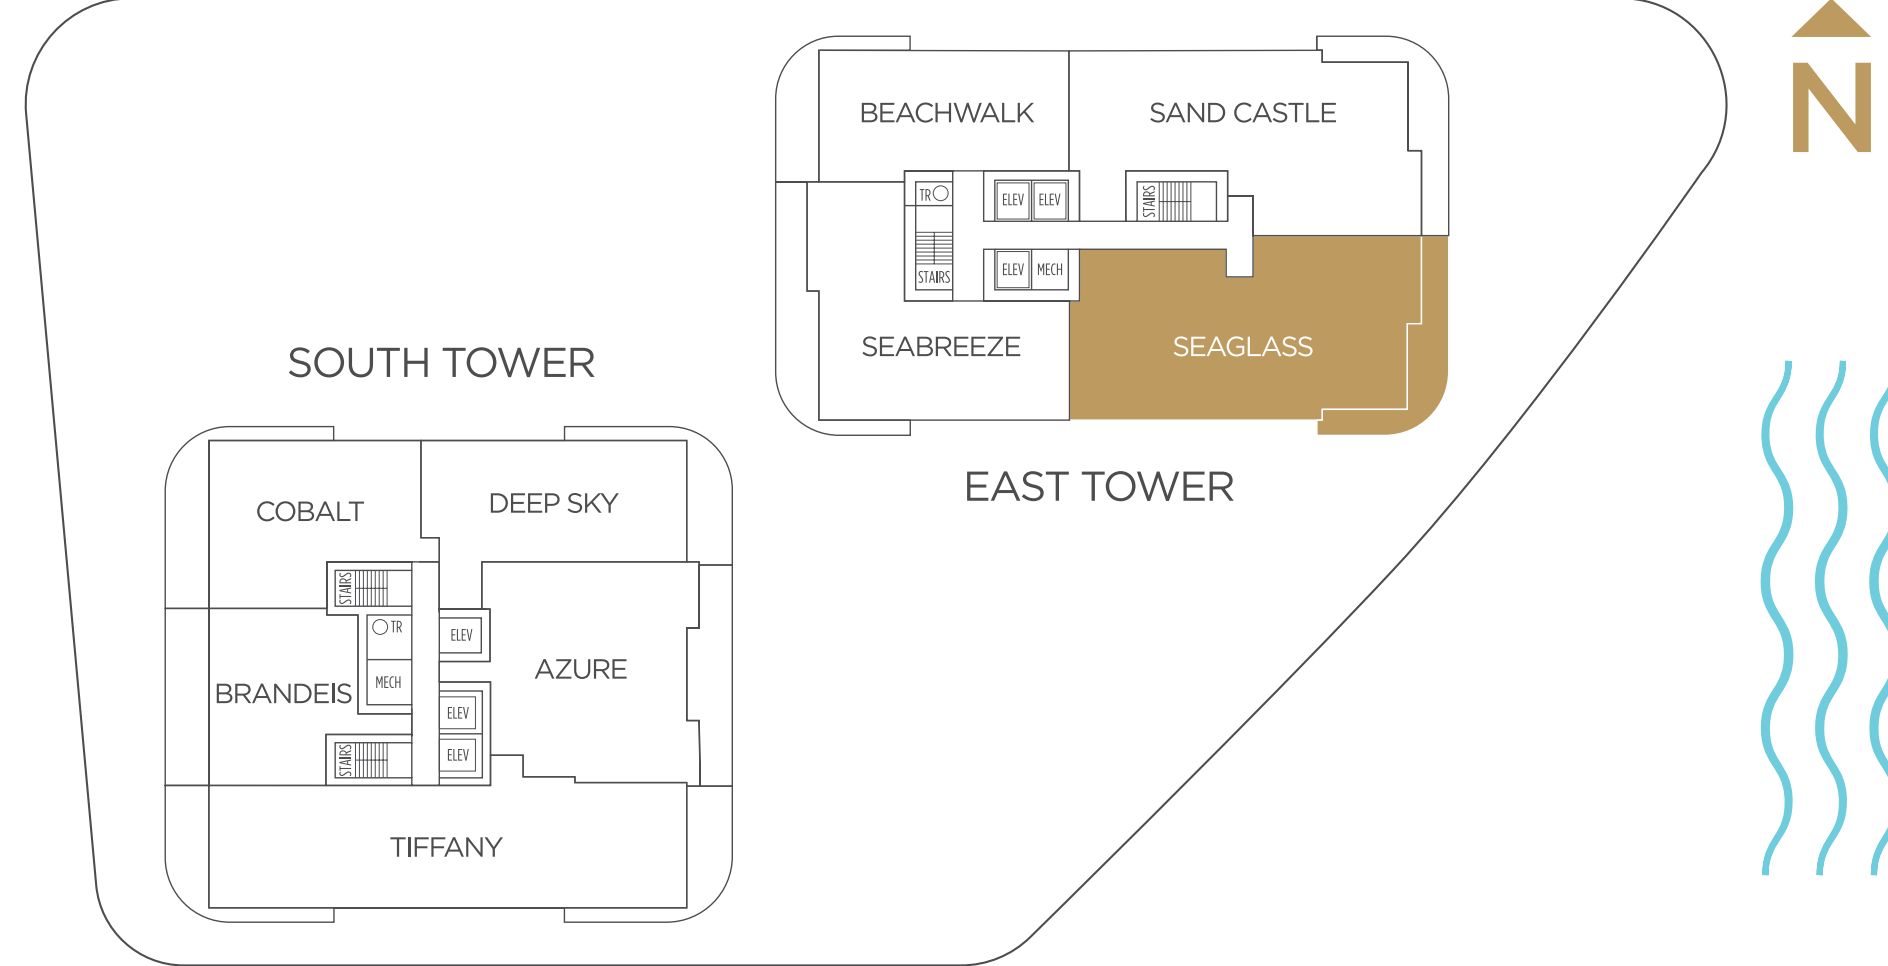 N
BEACHWALK
SAND CASTLE
TR
ELEV
ELEV
STAIRS
STAIRS
ELEV
MECH
SEABREEZE
SEAGLASS
SOUTH TOWER
EAST TOWER
COBALT
DEEP SKY
STAIRS
TR
ELEV
AZURE
BRANDEIS
MECH
ELEV
STAIRS
ELEV
TIFFANY